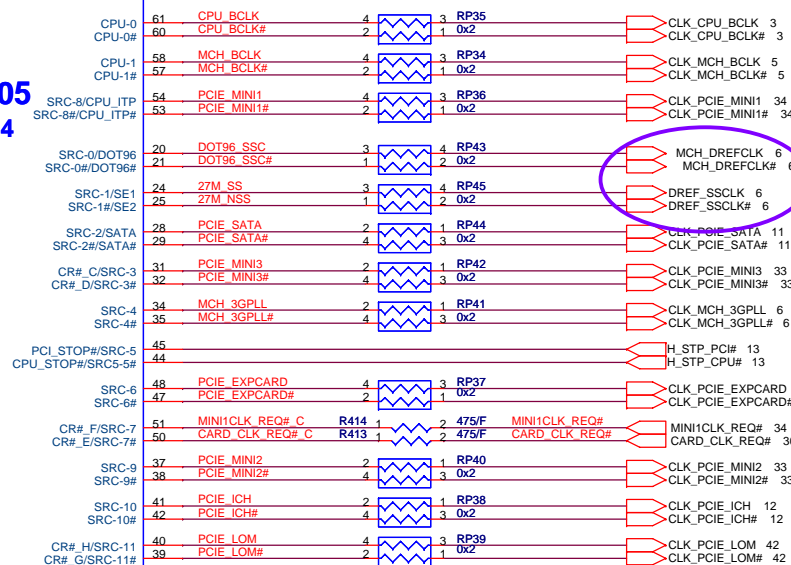 CPU-0 61 CPU_BCLK 4 3 RP35 CLK_CPU_BCLK 3
CPU-0# 60 CPU_BCLK# 2 1 0x2 CLK_CPU_BCLK# 3
CPU-1 58 MCH_BCLK 4 3 RP34 CLK_MCH_BCLK 5
CPU-1# 57 MCH_BCLK# 2 1 0x2 CLK_MCH_BCLK# 5
05
4
SRC-8/CPU_ITP 54 PCIE_MINI1 4 3 RP36 CLK_PCIE_MINI1 34
SRC-8#/CPU_ITP# 53 PCIE_MINI1# 2 1 0x2 CLK_PCIE_MINI1# 34
SRC-0/DOT96 20 DOT96_SSC 3 4 RP43 MCH_DREFCLK 6
SRC-0#/DOT96# 21 DOT96_SSC# 1 2 0x2 MCH_DREFCLK# 6
SRC-1/SE1 24 27M_SS 3 4 RP45 DREF_SSCLK 6
SRC-1#/SE2 25 27M_NSS 1 2 0x2 DREF_SSCLK# 6
SRC-2/SATA 28 PCIE_SATA 2 1 RP44 CLK_PCIE_SATA 11
SRC-2#/SATA# 29 PCIE_SATA# 4 3 0x2 CLK_PCIE_SATA# 11
CR#_C/SRC-3 31 PCIE_MINI3 2 1 RP42 CLK_PCIE_MINI3 33
CR#_D/SRC-3# 32 PCIE_MINI3# 4 3 0x2 CLK_PCIE_MINI3# 33
SRC-4 34 MCH_3GPLL 2 1 RP41 CLK_MCH_3GPLL 6
SRC-4# 35 MCH_3GPLL# 4 3 0x2 CLK_MCH_3GPLL# 6
PCI_STOP#/SRC-5 45 H_STP_PCI# 13
CPU_STOP#/SRC5-5# 44 H_STP_CPU# 13
SRC-6 48 PCIE_EXPCARD 4 3 RP37 CLK_PCIE_EXPCARD
SRC-6# 47 PCIE_EXPCARD# 2 1 0x2 CLK_PCIE_EXPCARD#
CR#_F/SRC-7 51 MINI1CLK_REQ#_C R414 1 2 475/F MINI1CLK_REQ# MINI1CLK_REQ# 34
CR#_E/SRC-7# 50 CARD_CLK_REQ#_C R413 1 2 475/F CARD_CLK_REQ# CARD_CLK_REQ#
SRC-9 37 PCIE_MINI2 2 1 RP40 CLK_PCIE_MINI2 33
SRC-9# 38 PCIE_MINI2# 4 3 0x2 CLK_PCIE_MINI2# 33
SRC-10 41 PCIE_ICH 2 1 RP38 CLK_PCIE_ICH 12
SRC-10# 42 PCIE_ICH# 4 3 0x2 CLK_PCIE_ICH# 12
CR#_H/SRC-11 40 PCIE_LOM 4 3 RP39 CLK_PCIE_LOM 42
CR#_G/SRC-11# 39 PCIE_LOM# 2 1 0x2 CLK_PCIE_LOM# 42